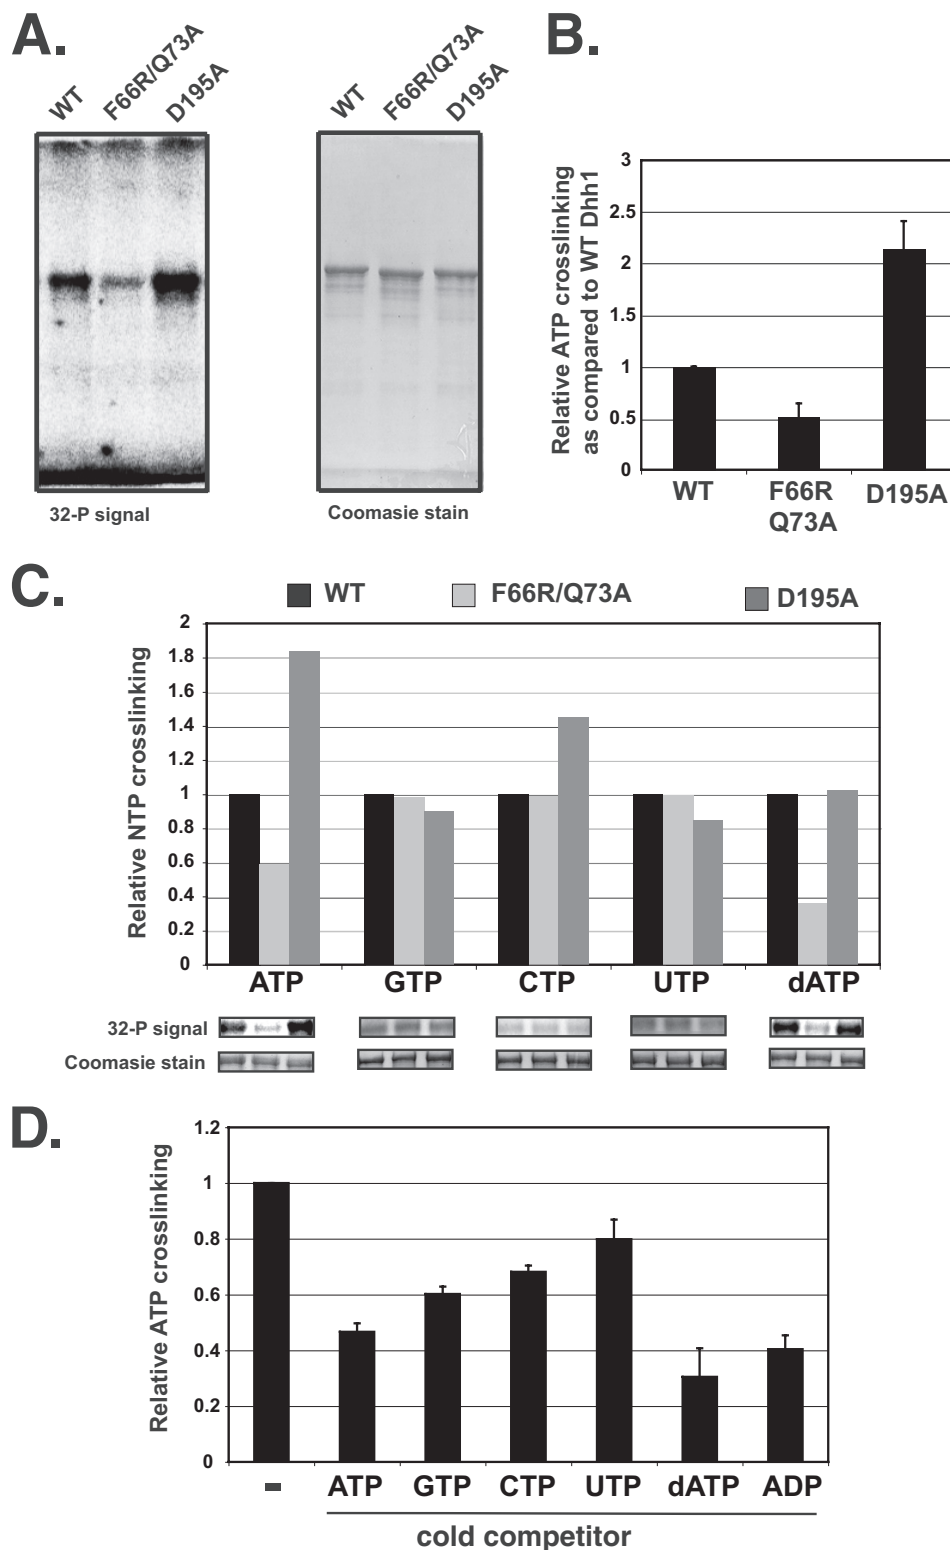 A.
WT
F66R/Q73A
D195A
WT
F66R/Q73A
D195A
32-P signal
Coomasie stain
B.
Relative ATP crosslinking
as compared to WT Dhh1
3
2.5
2
1.5
1
0.5
0
WT
F66R
Q73A
D195A
C.
WT
F66R/Q73A
D195A
Relative NTP crosslinking
2
1.8
1.6
1.4
1.2
1
0.8
0.6
0.4
0.2
0
ATP GTP CTP UTP dATP
32-P signal
Coomasie stain
D.
Relative ATP crosslinking
1.2
1
0.8
0.6
0.4
0.2
0
- ATP GTP CTP UTP dATP ADP
cold competitor